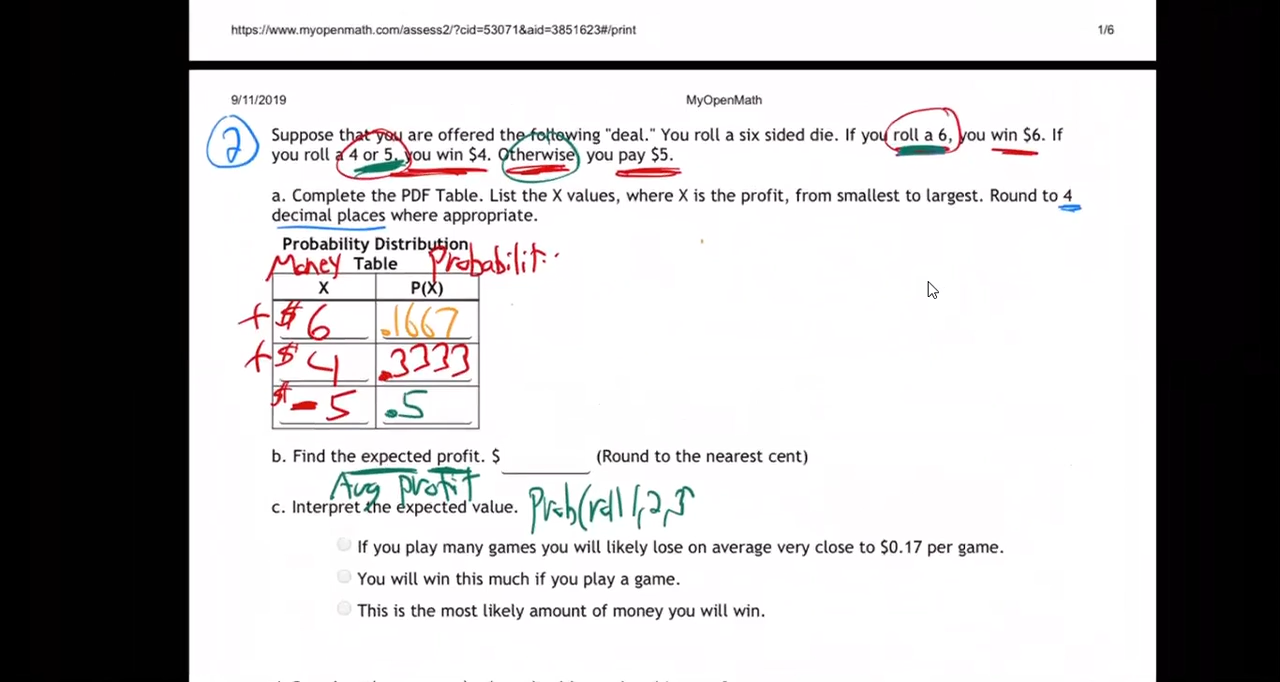 https://www.myopenmath.com/assess2/?cid=53071&aid=3851623#/print 1/6
9/11/2019 MyOpenMath
2 Suppose that you are offered the following "deal." You roll a six sided die. If you roll a 6, you win $6. If
you roll a 4 or 5, you win $4. Otherwise, you pay $5.
a. Complete the PDF Table. List the X values, where X is the profit, from smallest to largest. Round to 4
decimal places where appropriate.
Probability Distribution
Money Table Probabilit
X P(X)
+$6 .1667
+$4 .3333
$-5 .5
b. Find the expected profit. $ (Round to the nearest cent)
Avg profit
c. Interpret the expected value. Prob(roll 1,2,3
If you play many games you will likely lose on average very close to $0.17 per game.
You will win this much if you play a game.
This is the most likely amount of money you will win.